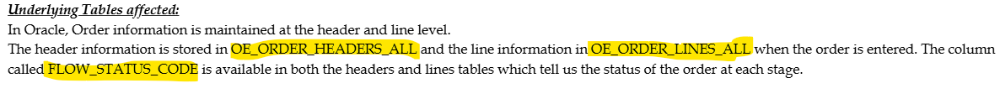 Underlying Tables affected:
In Oracle, Order information is maintained at the header and line level.
The header information is stored in OE_ORDER_HEADERS_ALL and the line information in OE_ORDER_LINES_ALL when the order is entered. The column
called FLOW_STATUS_CODE is available in both the headers and lines tables which tell us the status of the order at each stage.